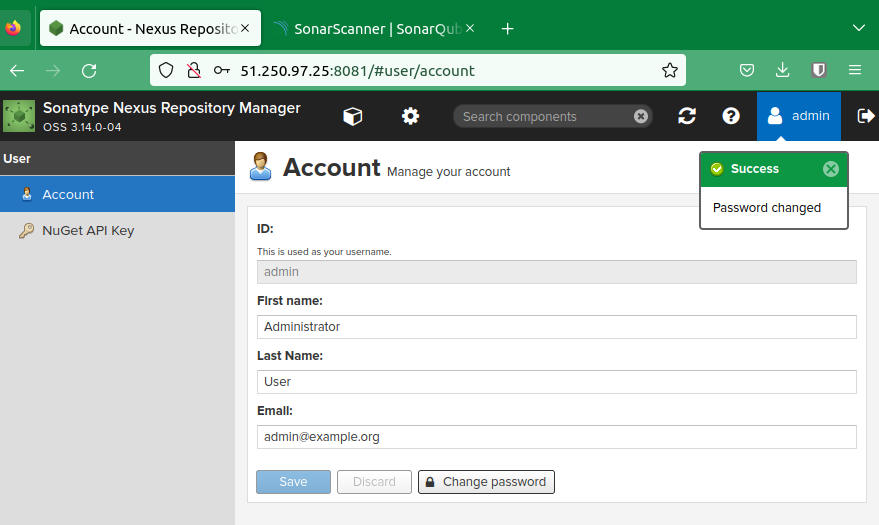 Account - Nexus Reposito
SonarScanner | SonarQub
51.250.97.25:8081/#user/account
Sonatype Nexus Repository Manager
OSS 3.14.0-04
Search components
admin
User
Account
NuGet API Key
Account Manage your account
Success
Password changed
ID:
This is used as your username.
admin
First name:
Administrator
Last Name:
User
Email:
admin@example.org
Save
Discard
Change password